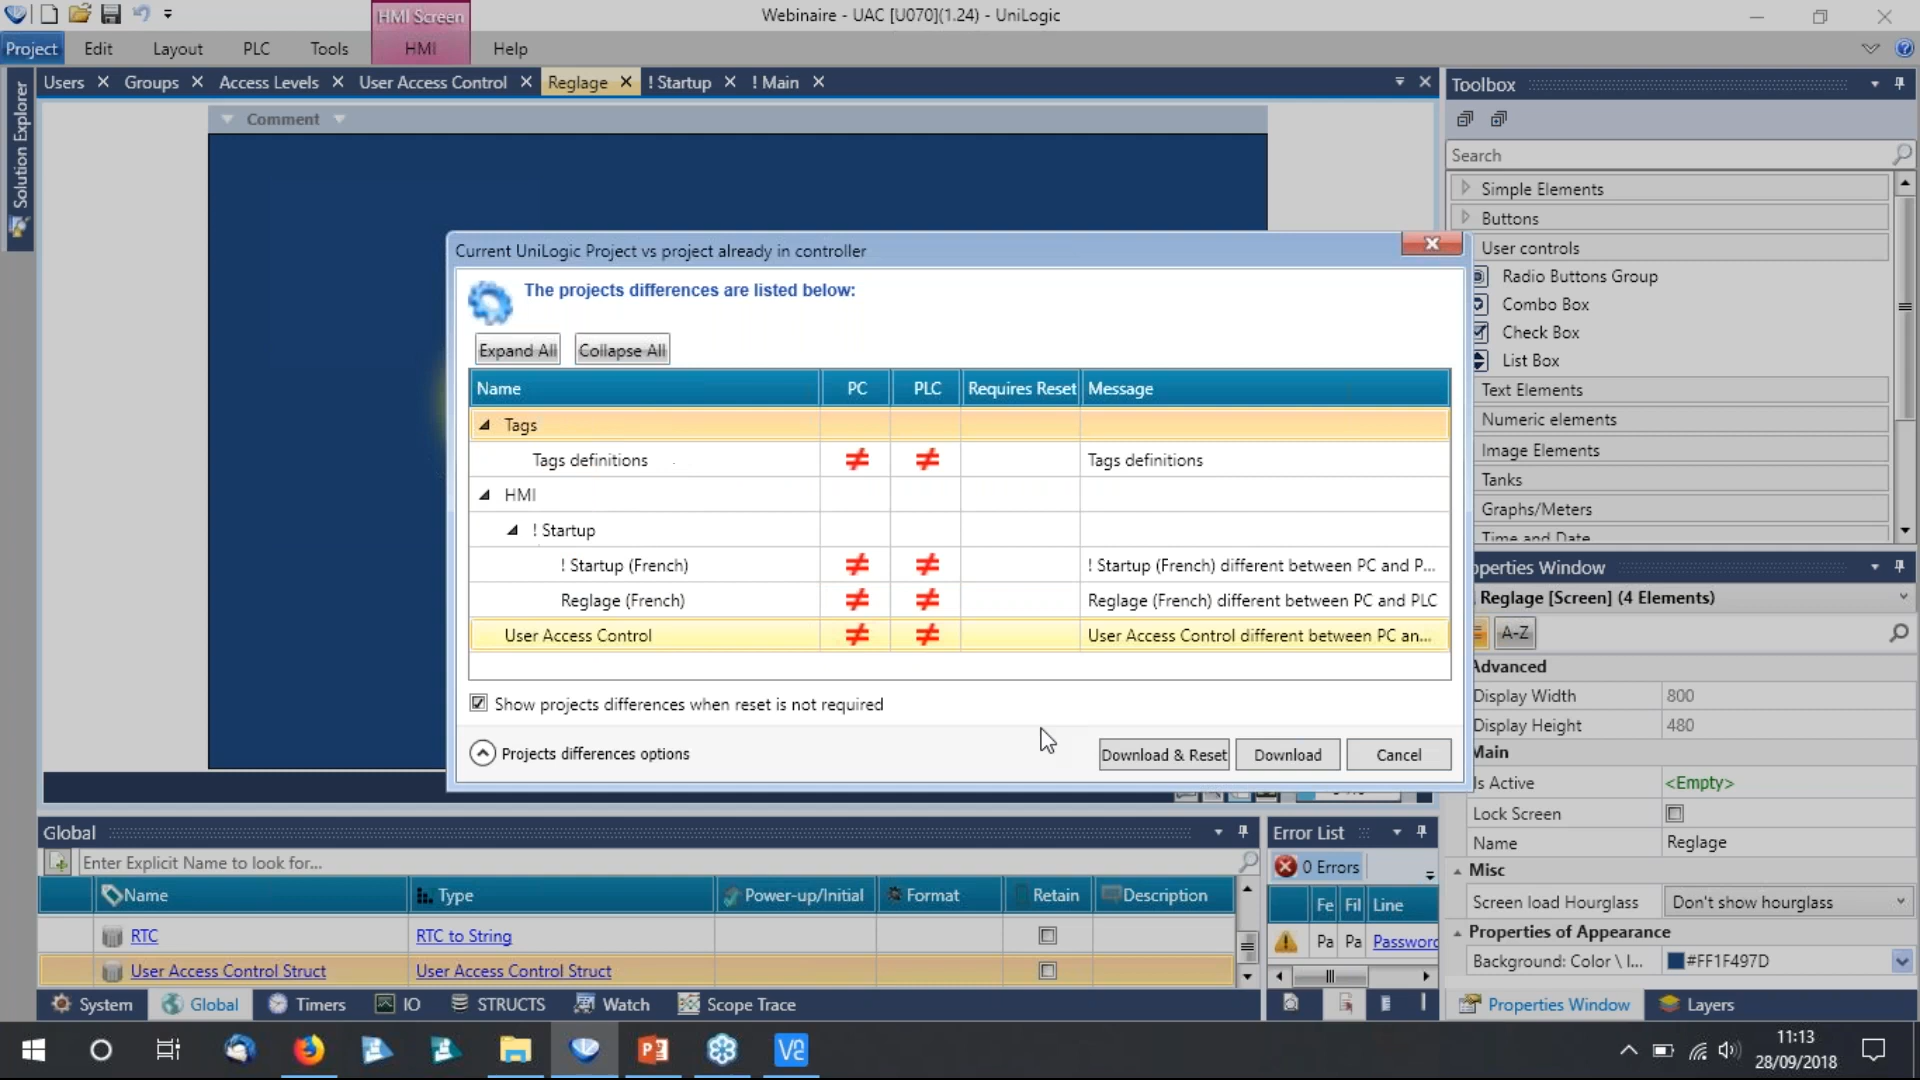 Webinaire - UAC [U070](1.24) - UniLogic
HMI Screen
Project Edit Layout PLC Tools HMI Help
Users Groups Access Levels User Access Control Reglage ! Startup ! Main
Solution Explorer
Comment
Toolbox
Search
Simple Elements
Buttons
User controls
Radio Buttons Group
Combo Box
Check Box
List Box
Text Elements
Numeric elements
Image Elements
Tanks
Graphs/Meters
Time and Date
Current UniLogic Project vs project already in controller
The projects differences are listed below:
Expand All Collapse All
Name PC PLC Requires Reset Message
Tags
Tags definitions ≠ ≠ Tags definitions
HMI
! Startup
! Startup (French) ≠ ≠ ! Startup (French) different between PC and P...
Reglage (French) ≠ ≠ Reglage (French) different between PC and PLC
User Access Control ≠ ≠ User Access Control different between PC an...
Show projects differences when reset is not required
Projects differences options
Download & Reset Download Cancel
operties Window
Reglage [Screen] (4 Elements)
A-Z
Advanced
Display Width 800
Display Height 480
Main
Is Active <Empty>
Lock Screen
Name Reglage
Misc
Screen load Hourglass Don't show hourglass
Properties of Appearance
Background: Color \ I... #FF1F497D
Properties Window Layers
Global
Enter Explicit Name to look for...
Name Type Power-up/Initial Format Retain Description
RTC RTC to String
User Access Control Struct User Access Control Struct
System Global Timers IO STRUCTS Watch Scope Trace
Error List
0 Errors
Fe Fil Line
Pa Pa Password
11:13
28/09/2018